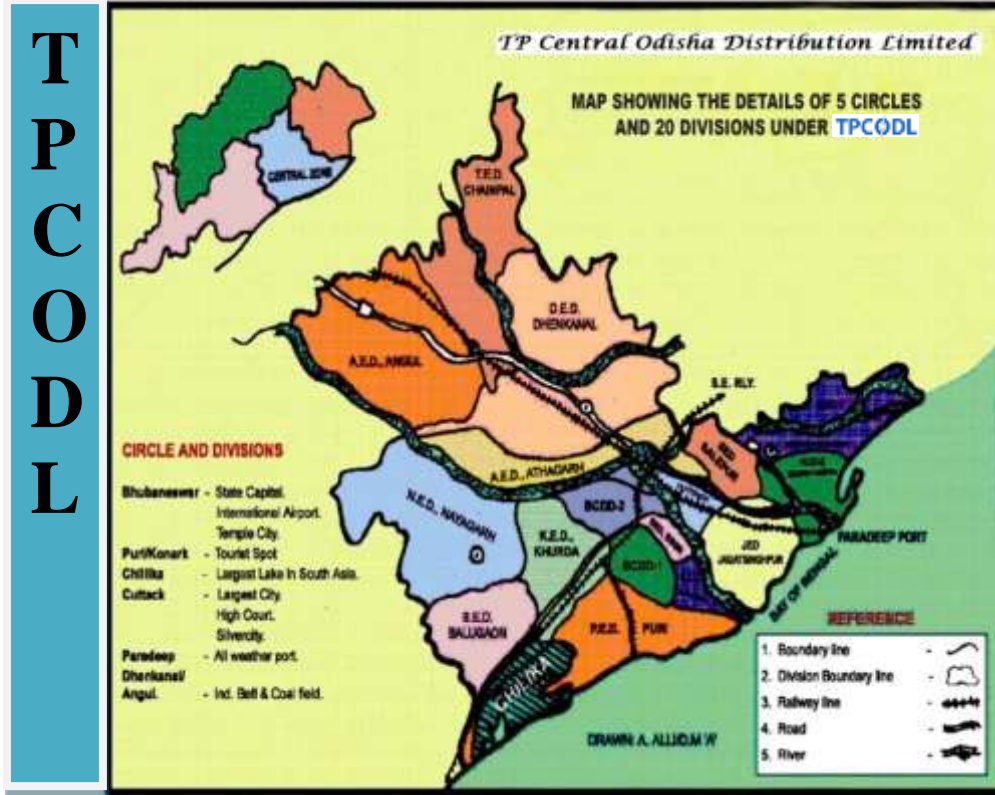 T
P
C
O
D
L
TP Central Odisha Distribution Limited
MAP SHOWING THE DETAILS OF 5 CIRCLES
AND 20 DIVISIONS UNDER TPCODL
CENTRAL ZONE
T.E.D.
CHAINPAL
D.E.D.
DHENKANAL
A.E.D., ANGUL
S.E. RLY.
SALEPUR
A.E.D., ATHAGARH
N.E.D., NAYAGARH
BCDD-2
K.E.D.,
KHURDA
BCDD-1
JED
JAGATSINGHPUR
PARADEEP PORT
BAY OF BENGAL
B.E.D.
BALUGAON
P.E.D. PURI
CHILIKA
CIRCLE AND DIVISIONS
Bhubaneswar - State Capital.
International Airport.
Temple City.
Puri/Konark - Tourist Spot
Chillika - Largest Lake In South Asia.
Cuttack - Largest City.
High Court.
Silvercity.
Paradeep - All weather port.
Dhenkanal/
Angul. - Ind. Belt & Coal field.
REFERENCE
1. Boundary line -
2. Division Boundary line -
3. Railway line -
4. Road -
5. River -
DRAWN: A.